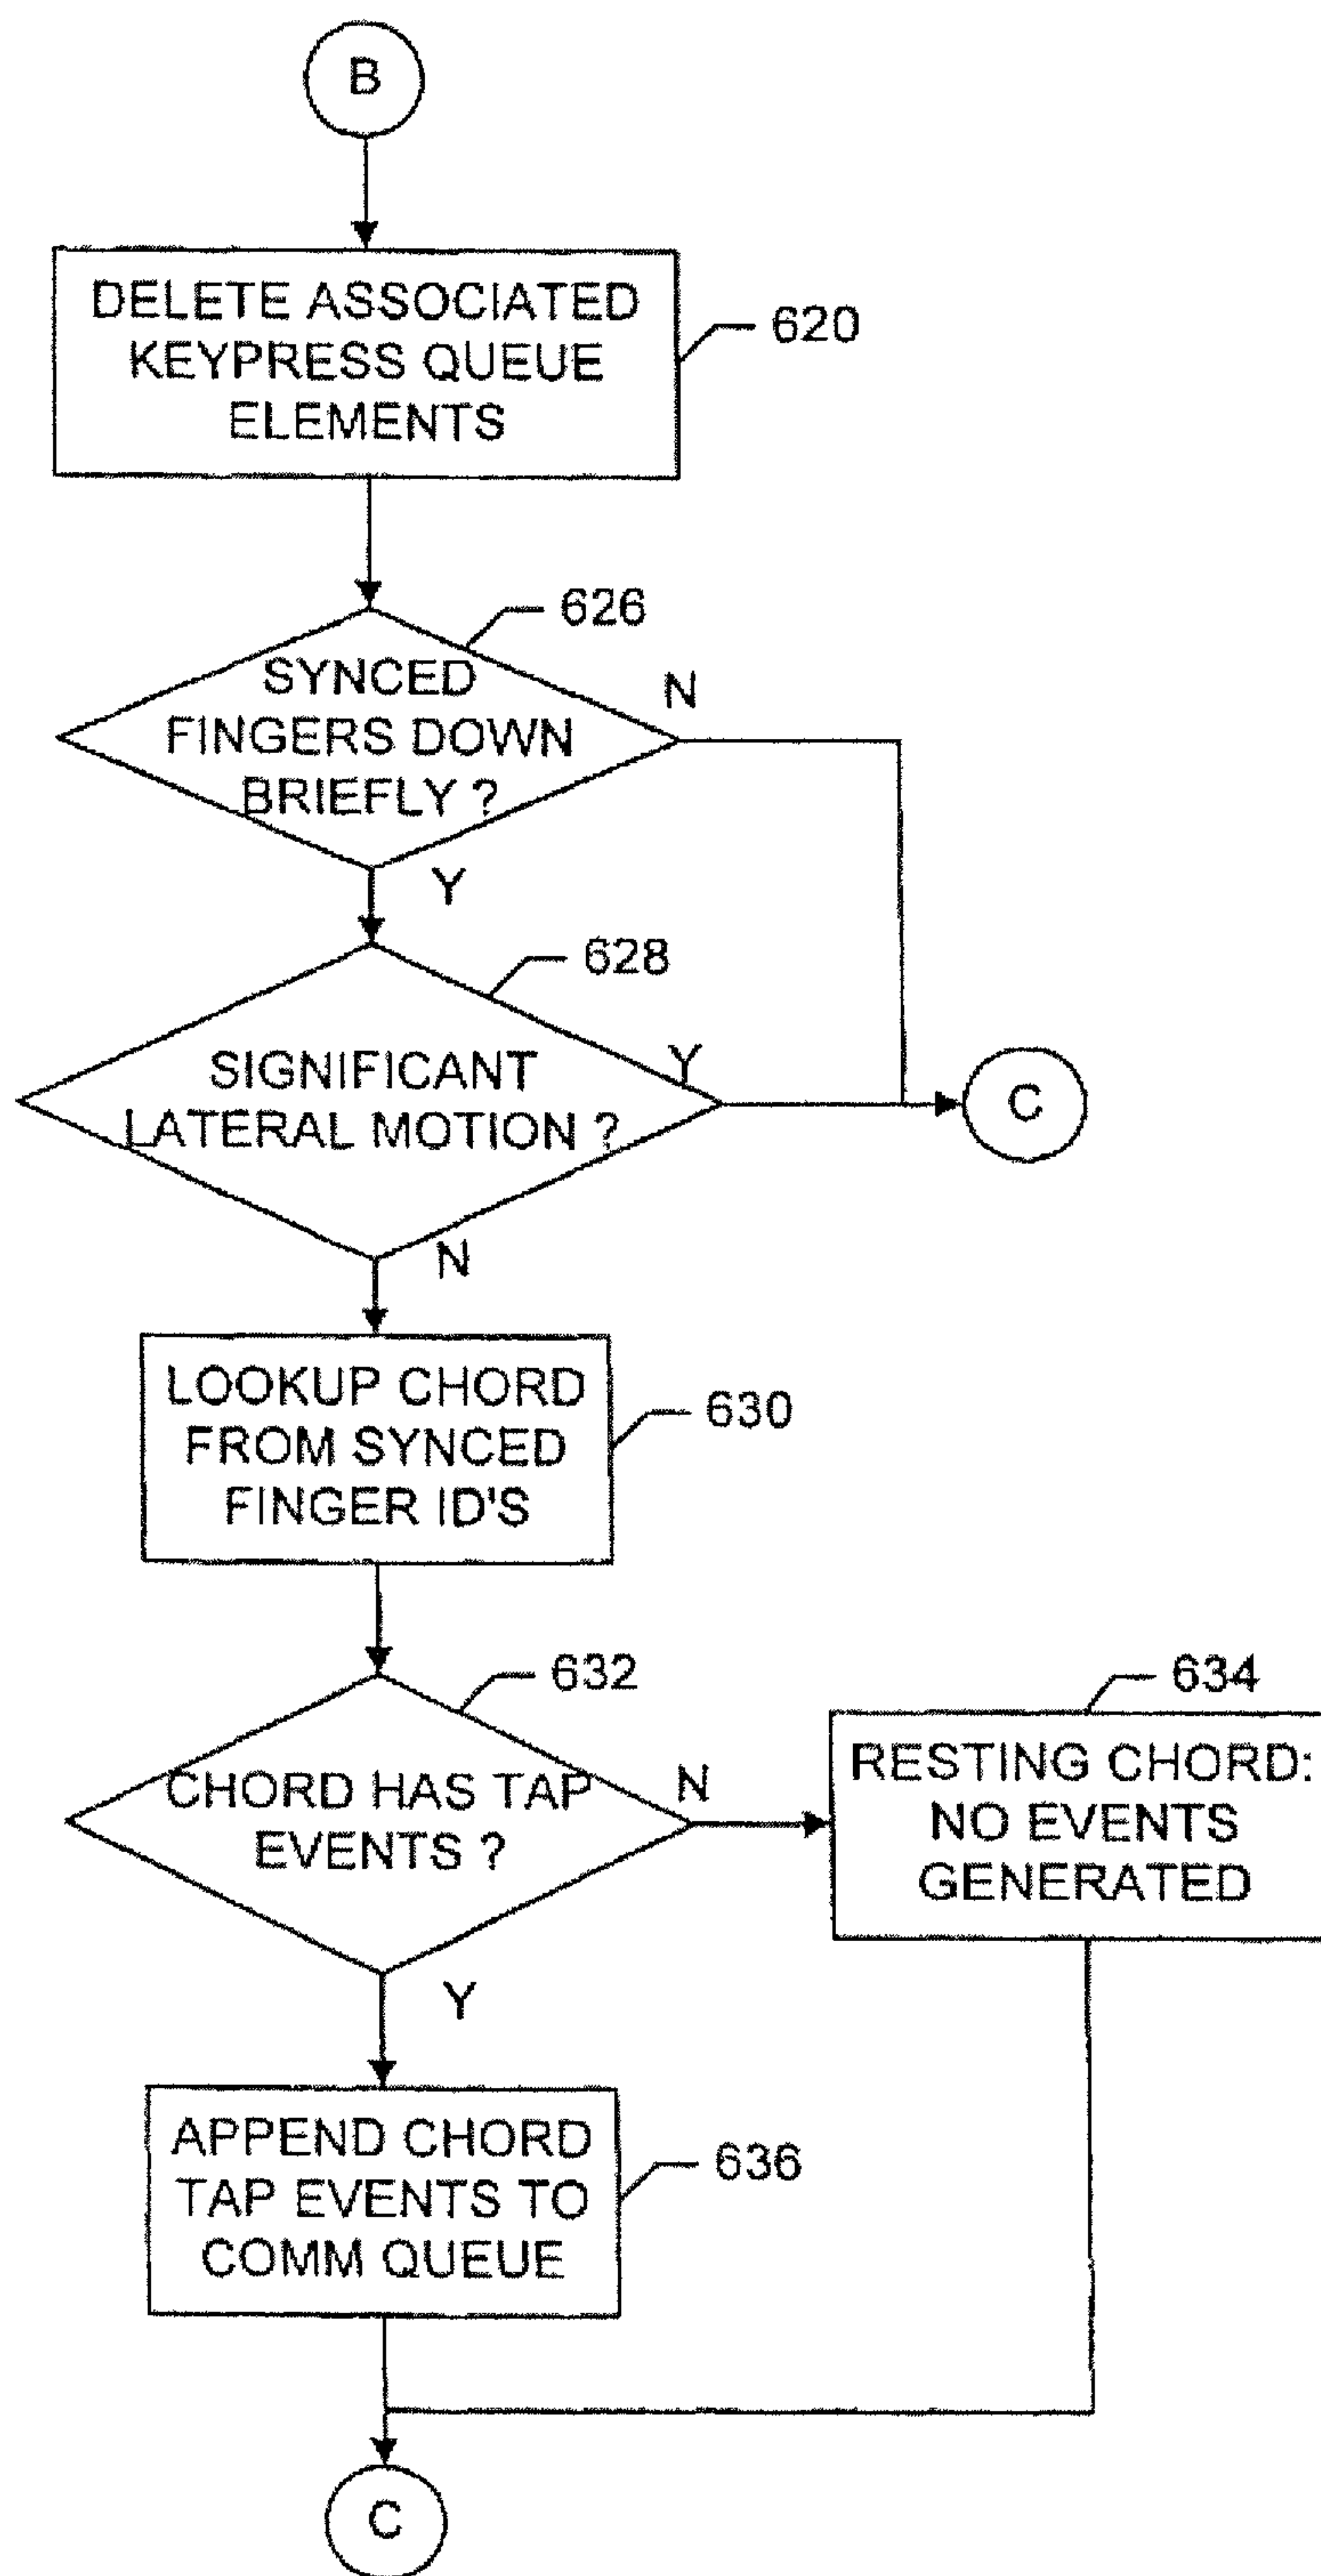 B
DELETE ASSOCIATED
KEYPRESS QUEUE
ELEMENTS
620
626
SYNCED
FINGERS DOWN
BRIEFLY ?
N
Y
628
SIGNIFICANT
LATERAL MOTION ?
Y
C
N
LOOKUP CHORD
FROM SYNCED
FINGER ID'S
630
632
CHORD HAS TAP
EVENTS ?
N
634
RESTING CHORD:
NO EVENTS
GENERATED
Y
APPEND CHORD
TAP EVENTS TO
COMM QUEUE
636
C